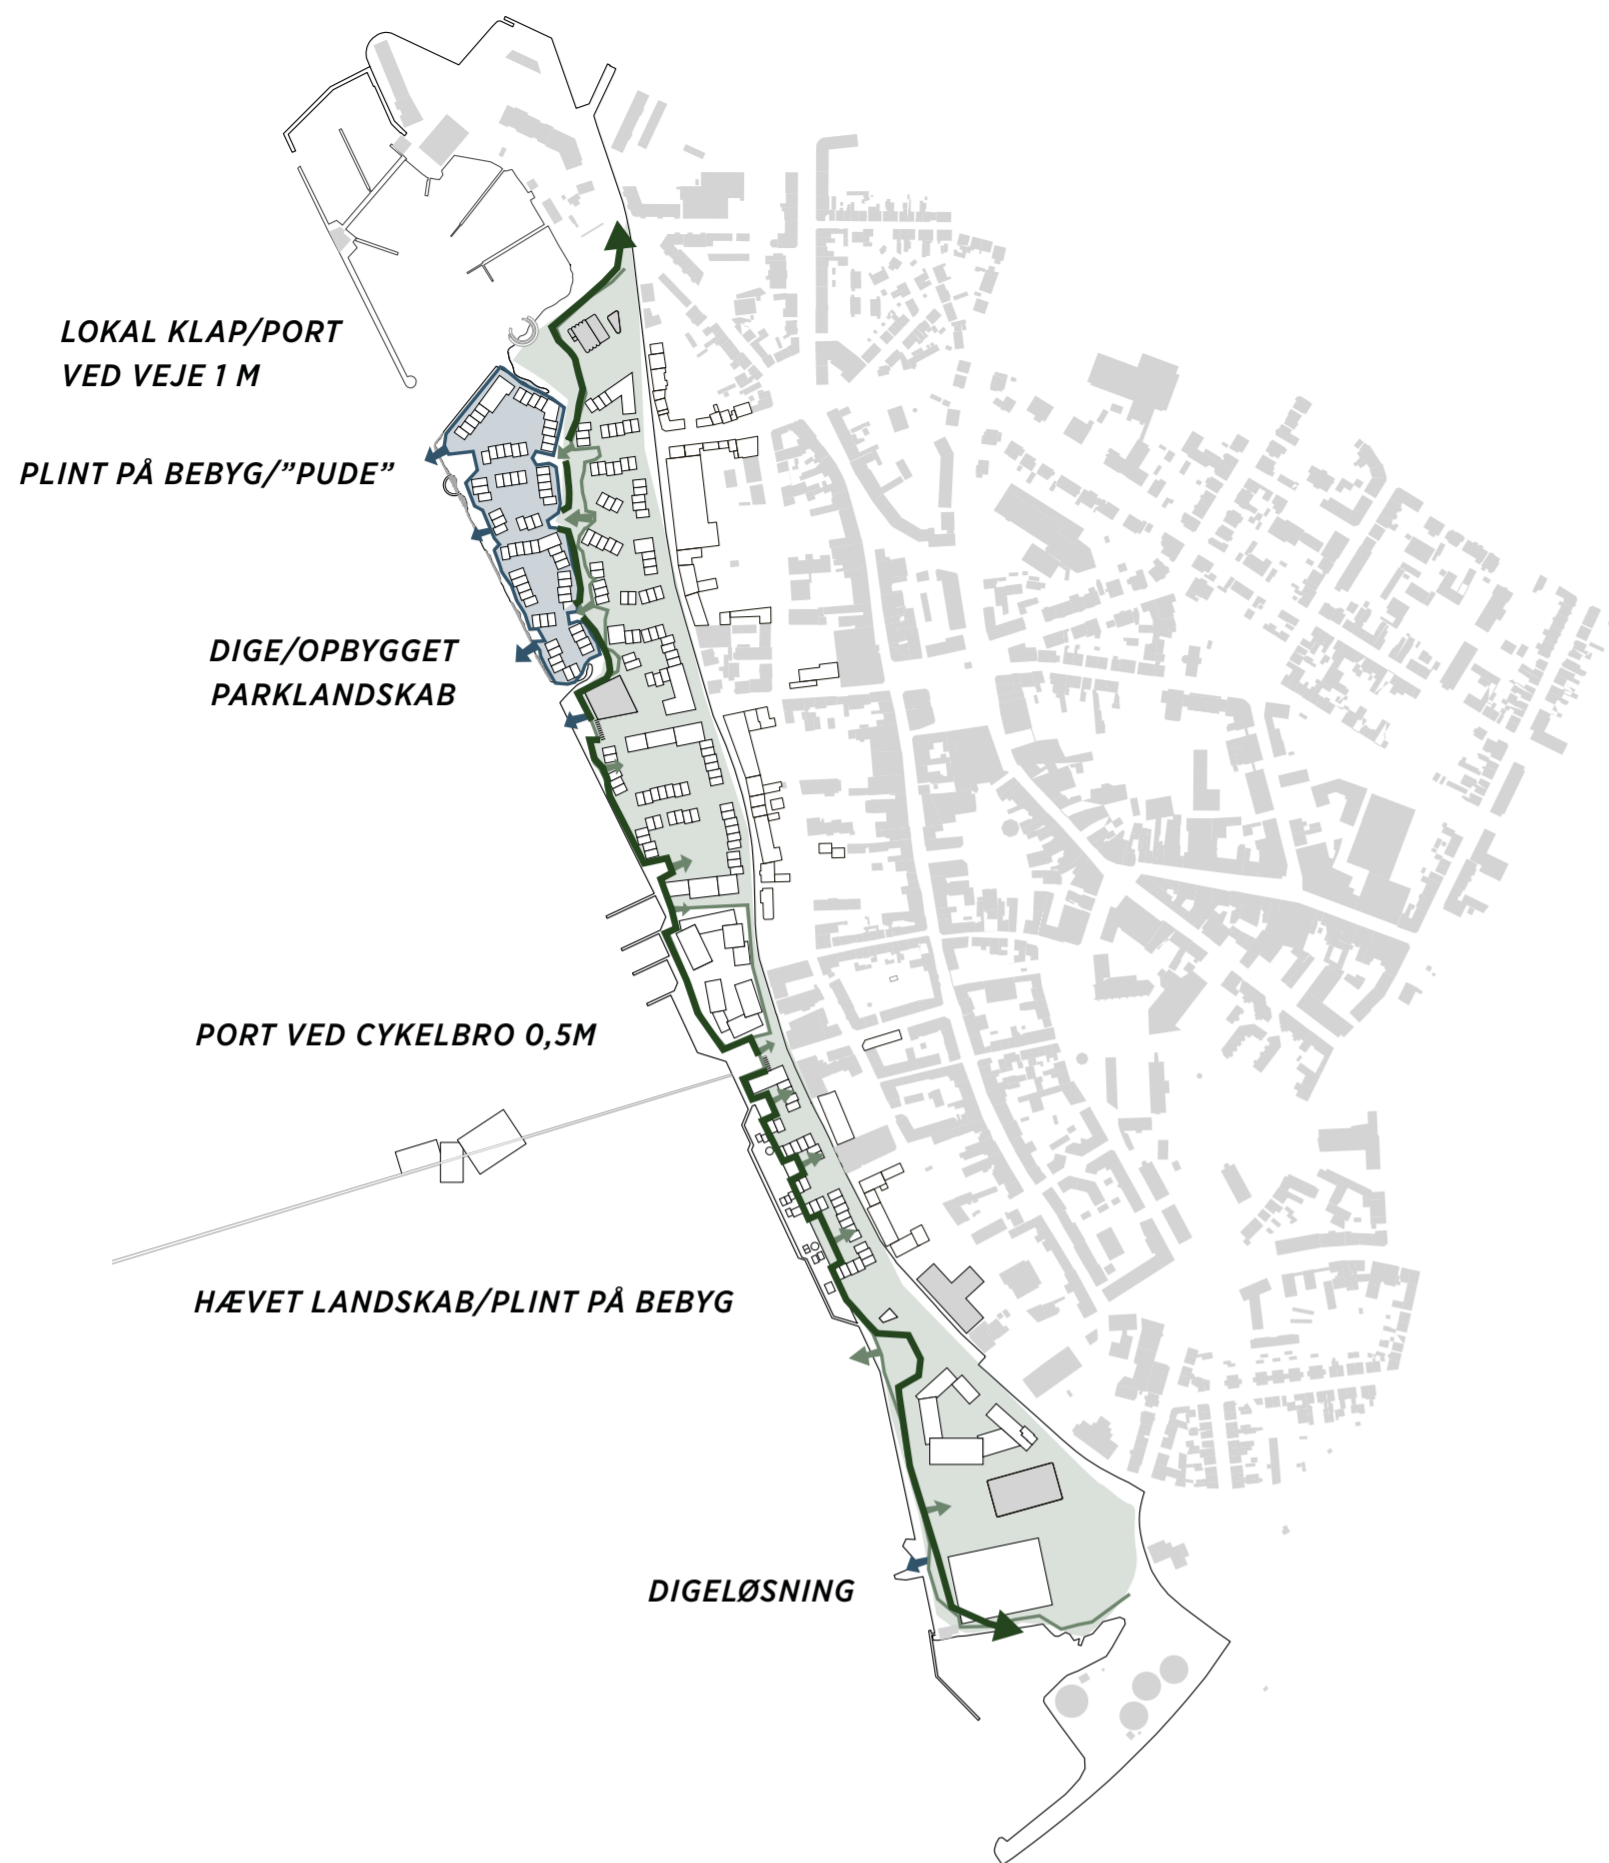 LOKAL KLAP/PORT
VED VEJE 1 M
PLINT PÅ BEBYG/”PUDE”
DIGE/OPBYGGET
PARKLANDSKAB
PORT VED CYKELBRO 0,5M
HÆVET LANDSKAB/PLINT PÅ BEBYG
DIGELØSNING